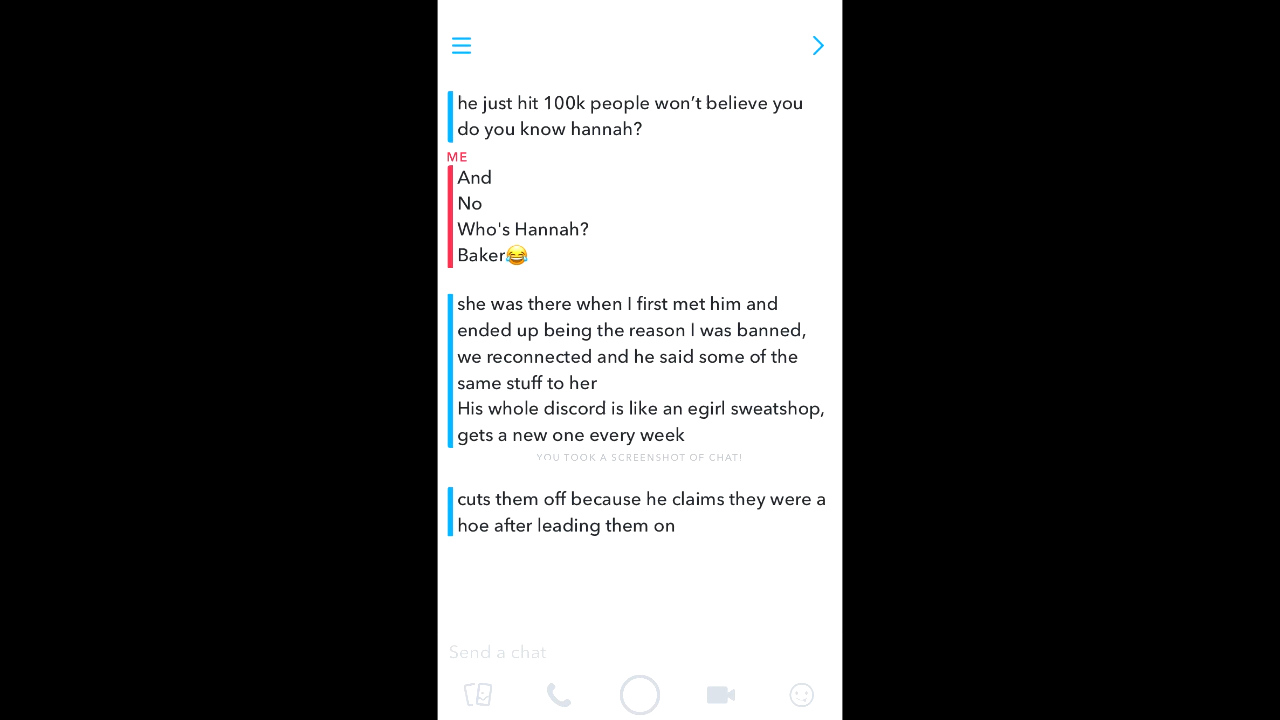 he just hit 100k people won’t believe you
do you know hannah?
ME
And
No
Who's Hannah?
Baker😂
she was there when I first met him and
ended up being the reason I was banned,
we reconnected and he said some of the
same stuff to her
His whole discord is like an egirl sweatshop,
gets a new one every week
YOU TOOK A SCREENSHOT OF CHAT!
cuts them off because he claims they were a
hoe after leading them on
Send a chat